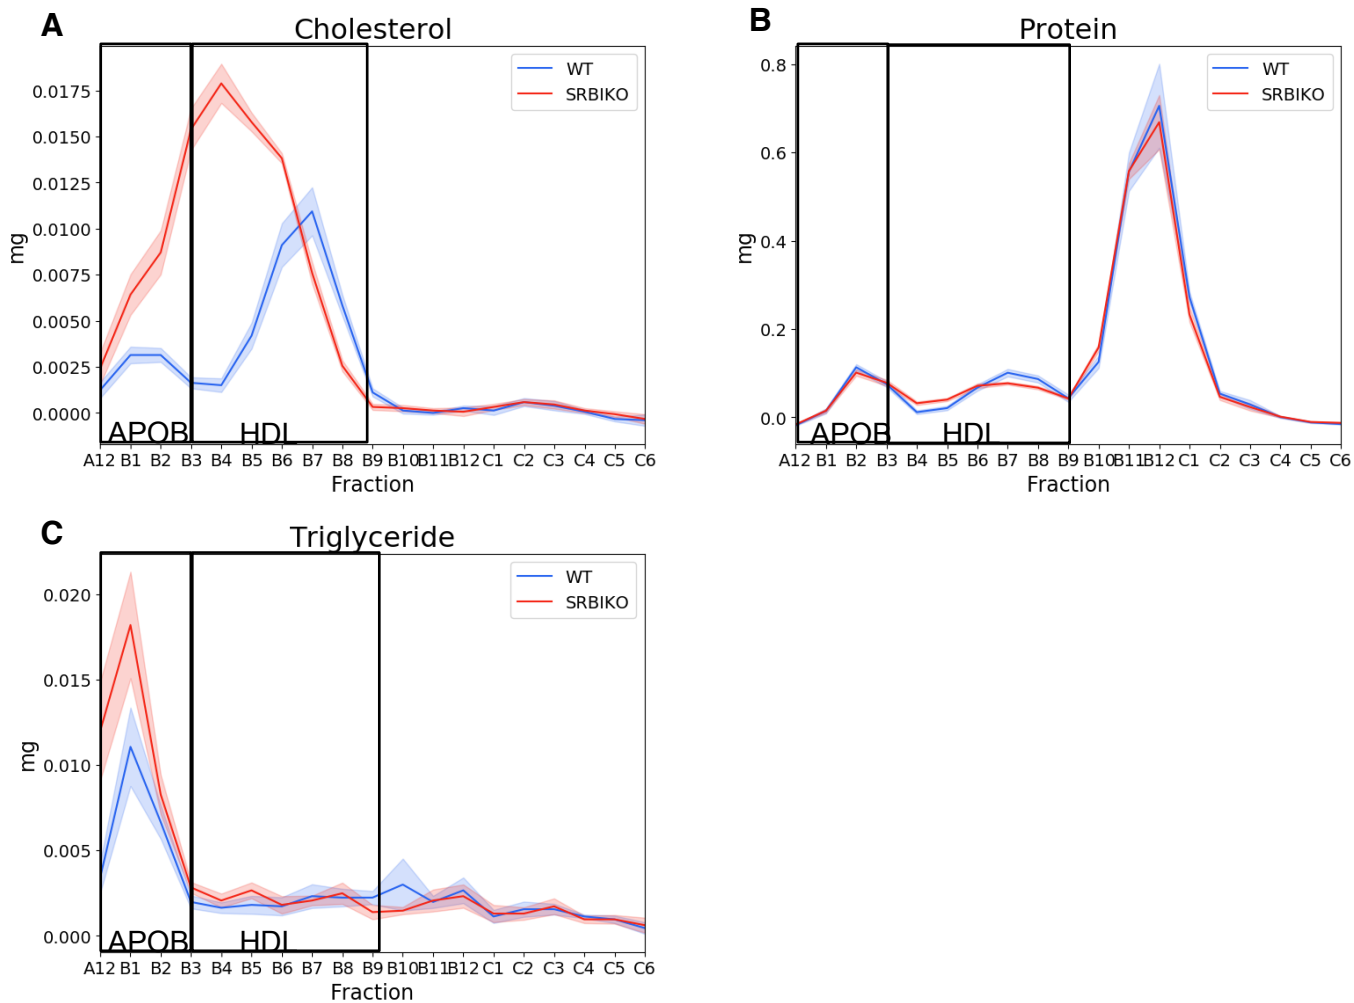 A
Cholesterol
WT
SRBIKO
0.0175
0.0150
0.0125
0.0100
0.0075
0.0050
0.0025
0.0000
mg
APOB HDL
A12 B1 B2 B3 B4 B5 B6 B7 B8 B9 B10 B11 B12 C1 C2 C3 C4 C5 C6
Fraction
B
Protein
WT
SRBIKO
0.8
0.6
0.4
0.2
0.0
mg
APOB HDL
A12 B1 B2 B3 B4 B5 B6 B7 B8 B9 B10 B11 B12 C1 C2 C3 C4 C5 C6
Fraction
C
Triglyceride
WT
SRBIKO
0.020
0.015
0.010
0.005
0.000
mg
APOB HDL
A12 B1 B2 B3 B4 B5 B6 B7 B8 B9 B10 B11 B12 C1 C2 C3 C4 C5 C6
Fraction